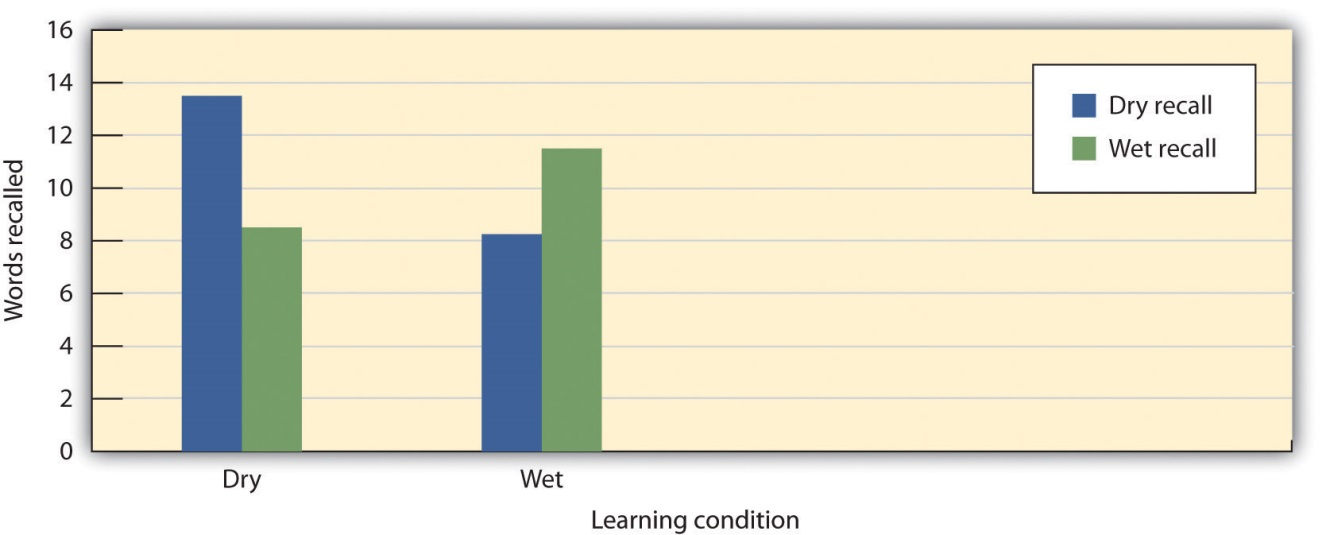 16
14
12
10
8
6
4
2
0
Words recalled
Dry recall
Wet recall
Dry
Wet
Learning condition